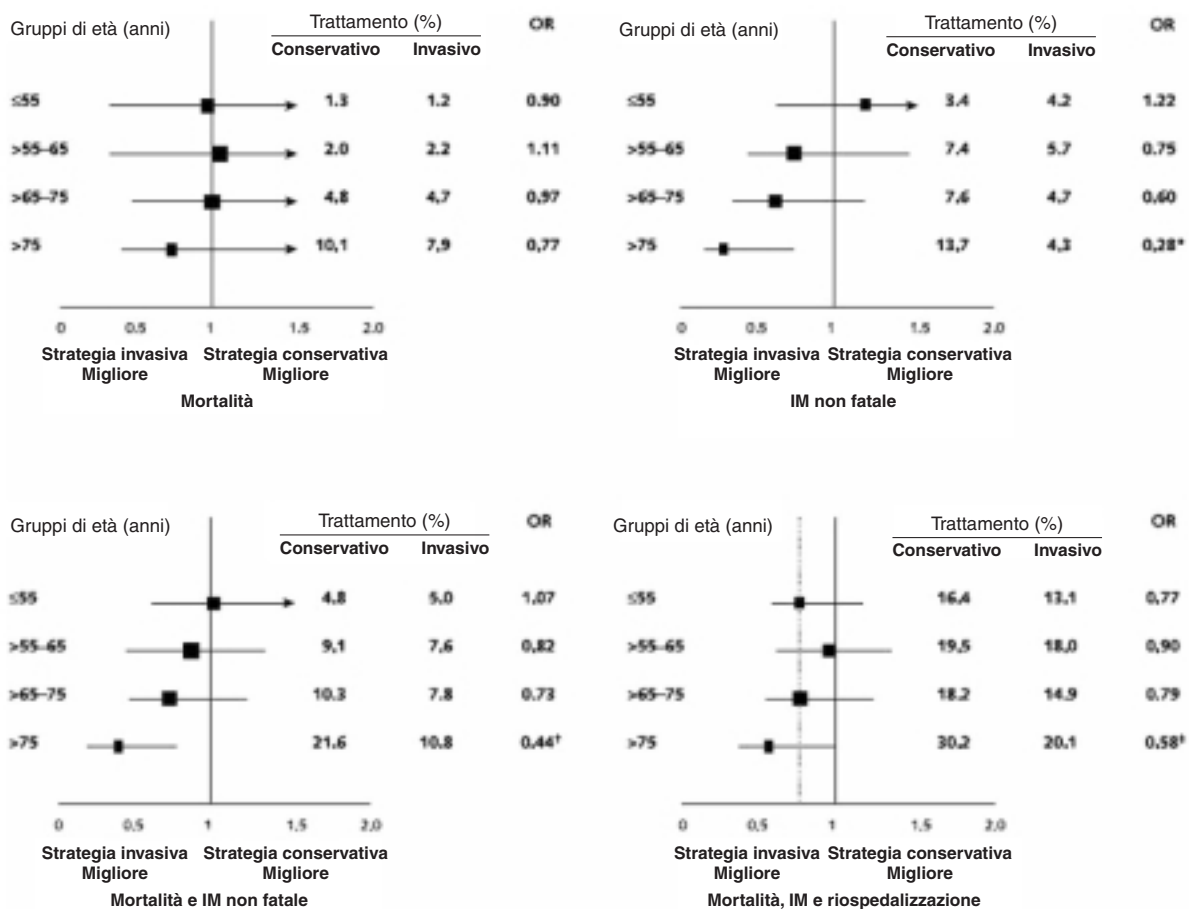 Gruppi di età (anni) Trattamento (%) OR
Conservativo Invasivo
≤55 1.3 1.2 0.90
>55–65 2.0 2.2 1.11
>65–75 4,8 4,7 0,97
>75 10,1 7,9 0,77
0 0.5 1 1.5 2.0
Strategia invasiva Strategia conservativa
Migliore Migliore
Mortalità
Gruppi di età (anni) Trattamento (%) OR
Conservativo Invasivo
≤55 3.4 4.2 1.22
>55–65 7.4 5.7 0.75
>65–75 7,6 4,7 0,60
>75 13,7 4,3 0,28*
0 0.5 1 1.5 2.0
Strategia invasiva Strategia conservativa
Migliore Migliore
IM non fatale
Gruppi di età (anni) Trattamento (%) OR
Conservativo Invasivo
≤55 4.8 5.0 1,07
>55–65 9,1 7,6 0,82
>65–75 10.3 7.8 0.73
>75 21.6 10.8 0.44†
0 0.5 1 1,5 2,0
Strategia invasiva Strategia conservativa
Migliore Migliore
Mortalità e IM non fatale
Gruppi di età (anni) Trattamento (%) OR
Conservativo Invasivo
≤55 16,4 13,1 0,77
>55–65 19,5 18,0 0,90
>65–75 18.2 14.9 0.79
>75 30.2 20.1 0.58‡
0 0,5 1 1,5 2,0
Strategia invasiva Strategia conservativa
Migliore Migliore
Mortalità, IM e riospedalizzazione